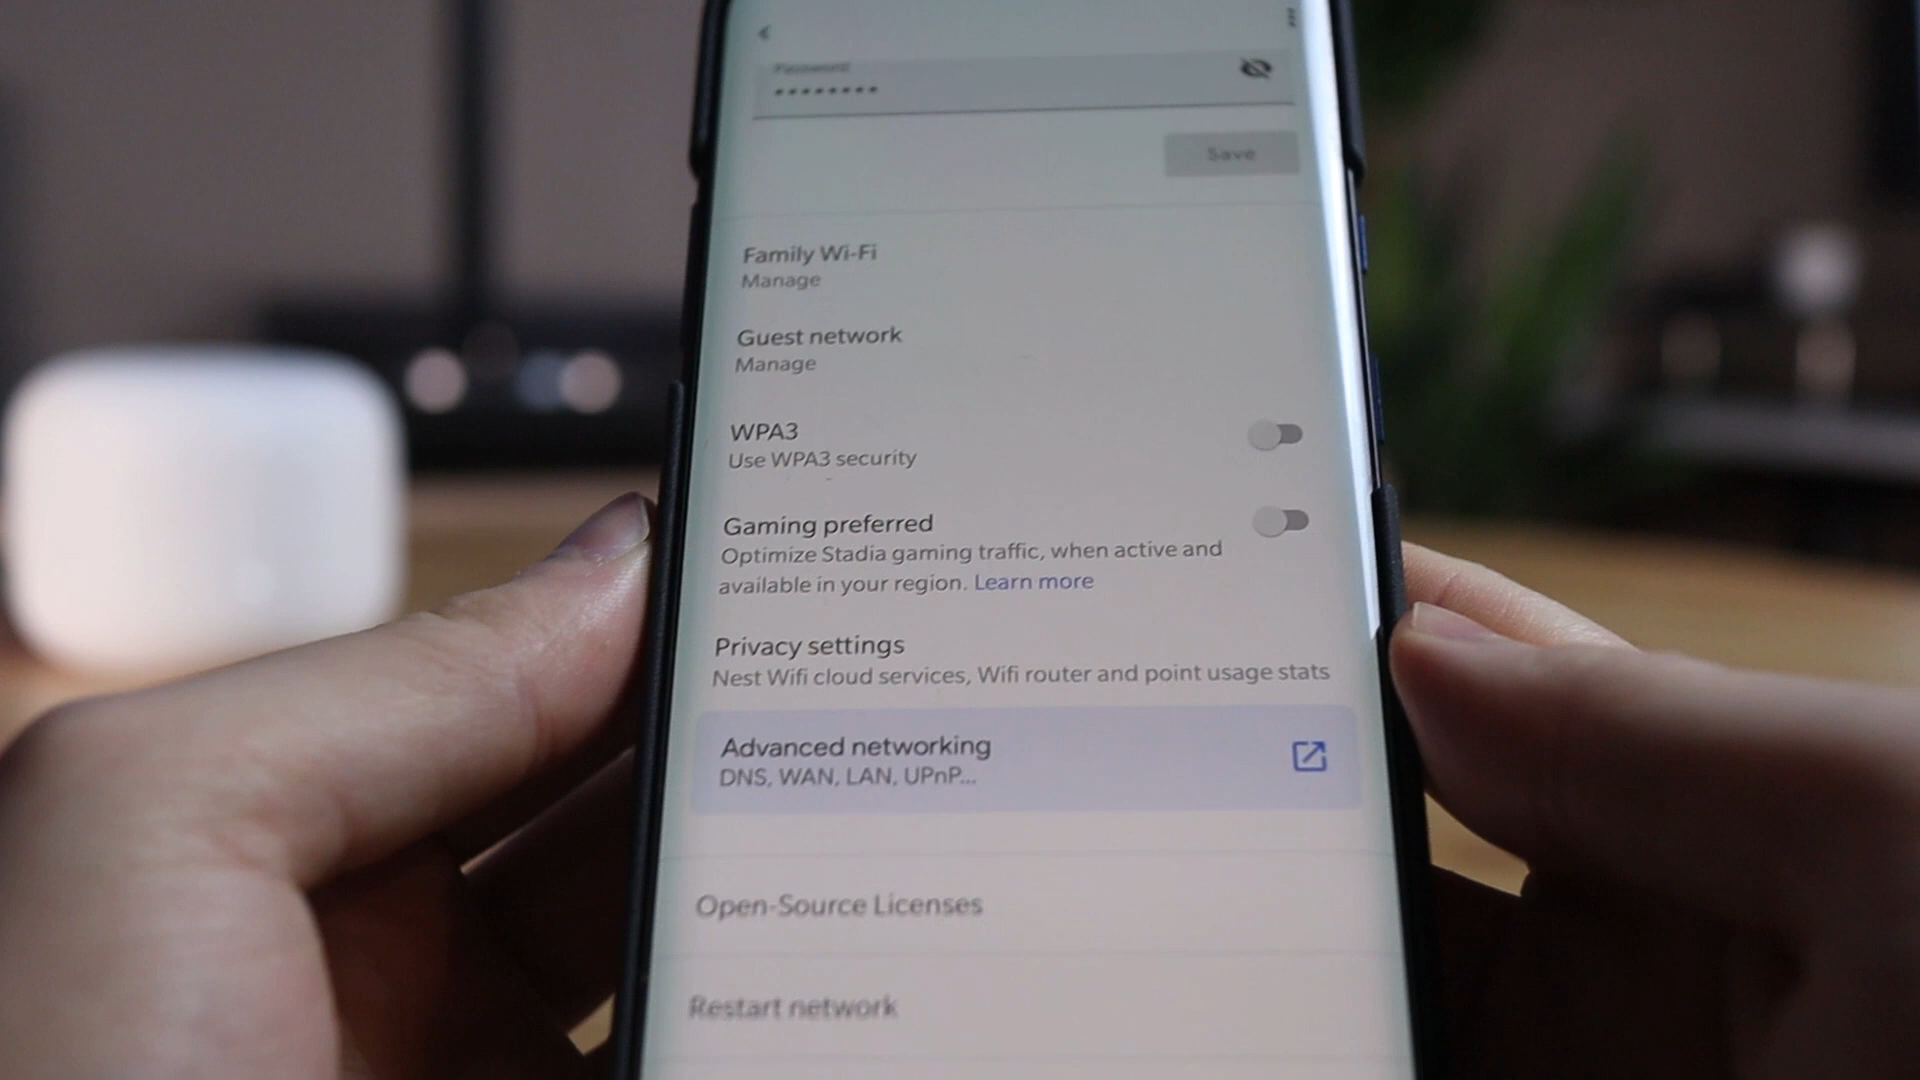 Password
••••••••
Save
Family Wi-Fi
Manage
Guest network
Manage
WPA3
Use WPA3 security
Gaming preferred
Optimize Stadia gaming traffic, when active and
available in your region. Learn more
Privacy settings
Nest Wifi cloud services, Wifi router and point usage stats
Advanced networking
DNS, WAN, LAN, UPnP...
Open-Source Licenses
Restart network